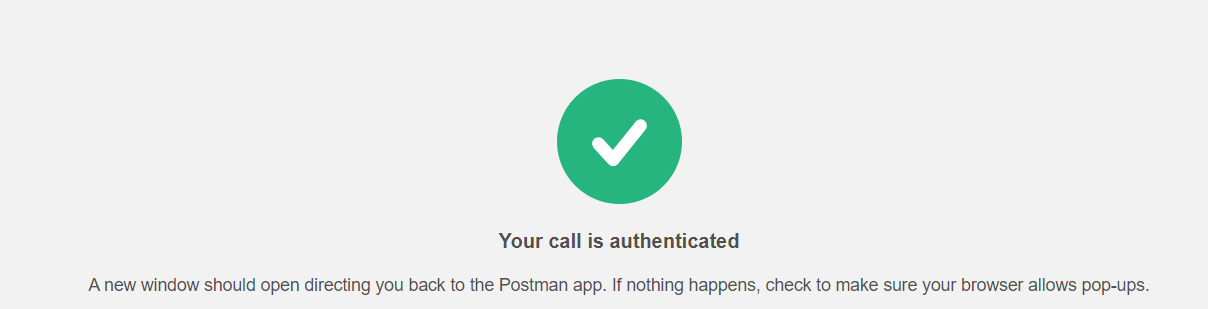 Your call is authenticated
A new window should open directing you back to the Postman app. If nothing happens, check to make sure your browser allows pop-ups.